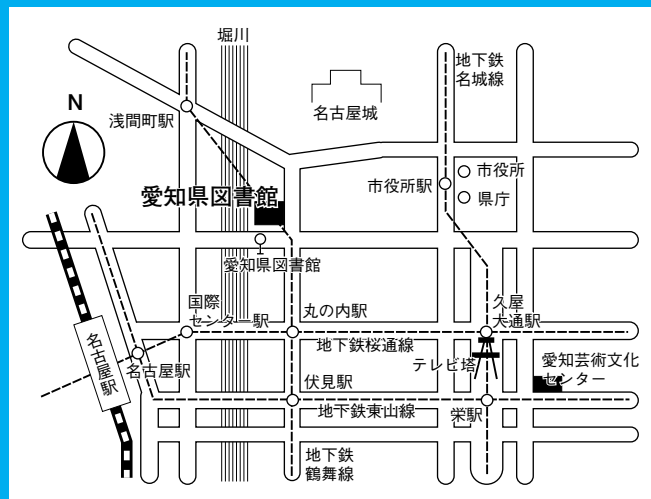 堀川
地下鉄
名城線
N
浅間町駅
名古屋城
市役所
市役所駅
県庁
愛知県図書館
愛知県図書館
国際
センター駅
丸の内駅
久屋
大通駅
地下鉄桜通線
名古屋駅
名古屋駅
テレビ塔
愛知芸術文化
センター
伏見駅
地下鉄東山線
栄駅
地下鉄
鶴舞線